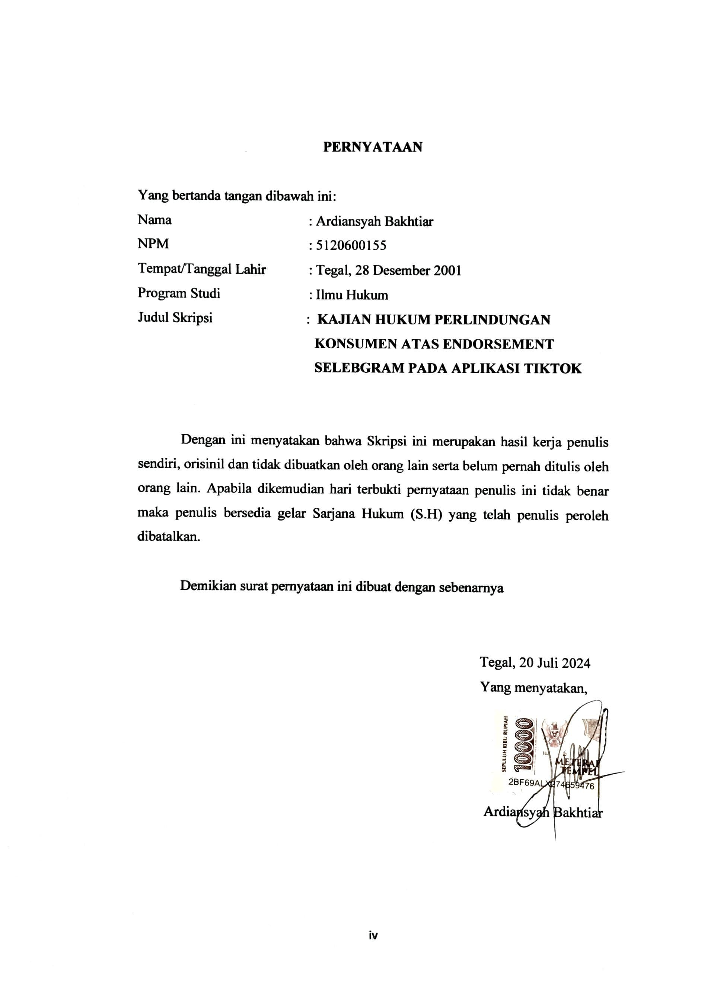 PERNYATAAN
Yang bertanda tangan dibawah ini:
Nama : Ardiansyah Bakhtiar
NPM : 5120600155
Tempat/Tanggal Lahir : Tegal, 28 Desember 2001
Program Studi : Ilmu Hukum
Judul Skripsi : KAJIAN HUKUM PERLINDUNGAN
KONSUMEN ATAS ENDORSEMENT
SELEBGRAM PADA APLIKASI TIKTOK
Dengan ini menyatakan bahwa Skripsi ini merupakan hasil kerja penulis
sendiri, orisinil dan tidak dibuatkan oleh orang lain serta belum pernah ditulis oleh
orang lain. Apabila dikemudian hari terbukti pernyataan penulis ini tidak benar
maka penulis bersedia gelar Sarjana Hukum (S.H) yang telah penulis peroleh
dibatalkan.
Demikian surat pernyataan ini dibuat dengan sebenarnya
Tegal, 20 Juli 2024
Yang menyatakan,
SEPULUH RIBU RUPIAH
10000
METERAI
TEMPEL
Ardiansyah Bakhtiar
iv